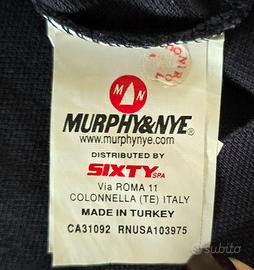 M N
MURPHY&NYE®
www.murphynye.com
DISTRIBUTED BY
SIXTY SPA
Via ROMA 11
COLONNELLA (TE) ITALY
MADE IN TURKEY
CA31092 RNUSA103975
subito